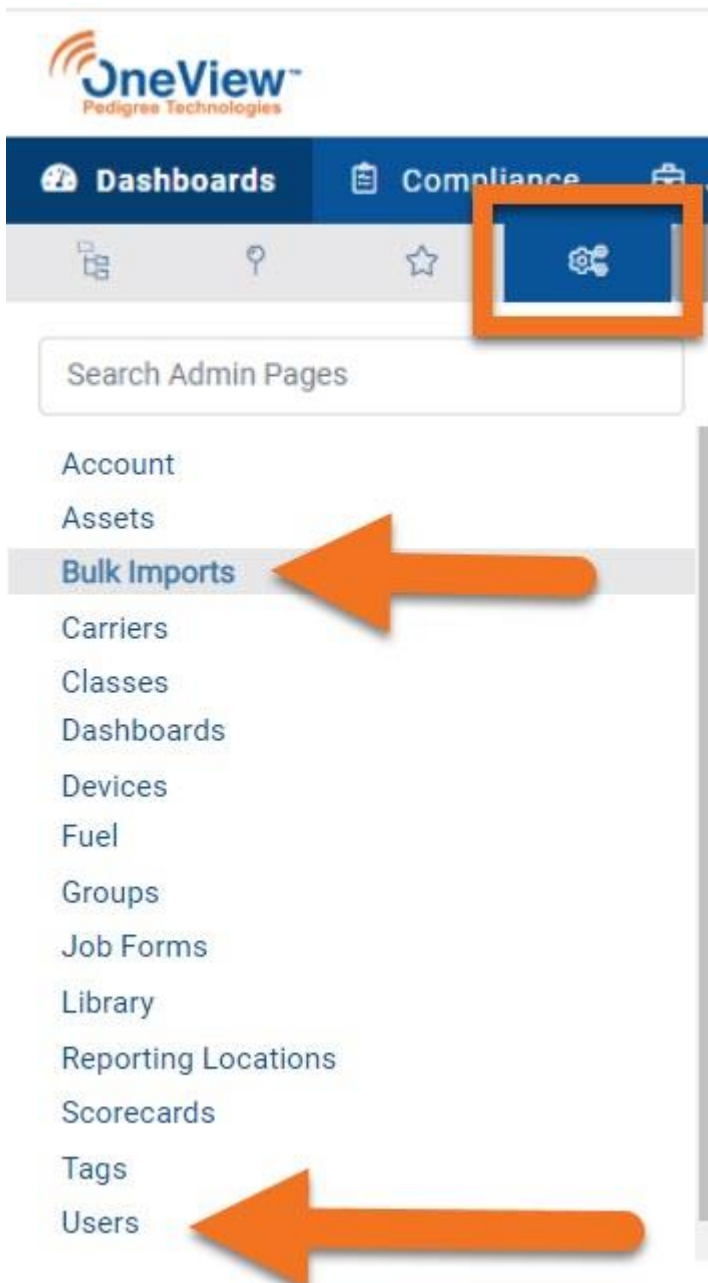 OneView™
Pedigree Technologies
Dashboards Compliance
Search Admin Pages
Account
Assets
Bulk Imports
Carriers
Classes
Dashboards
Devices
Fuel
Groups
Job Forms
Library
Reporting Locations
Scorecards
Tags
Users